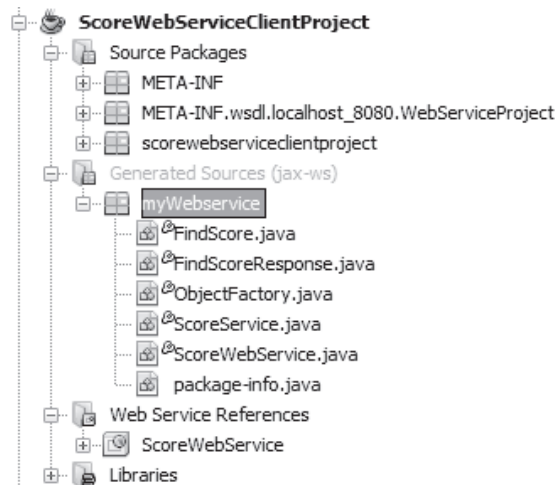 ScoreWebServiceClientProject
Source Packages
META-INF
META-INF.wsdl.localhost_8080.WebServiceProject
scorewebserviceclientproject
Generated Sources (jax-ws)
myWebservice
FindScore.java
FindScoreResponse.java
ObjectFactory.java
ScoreService.java
ScoreWebService.java
package-info.java
Web Service References
ScoreWebService
Libraries